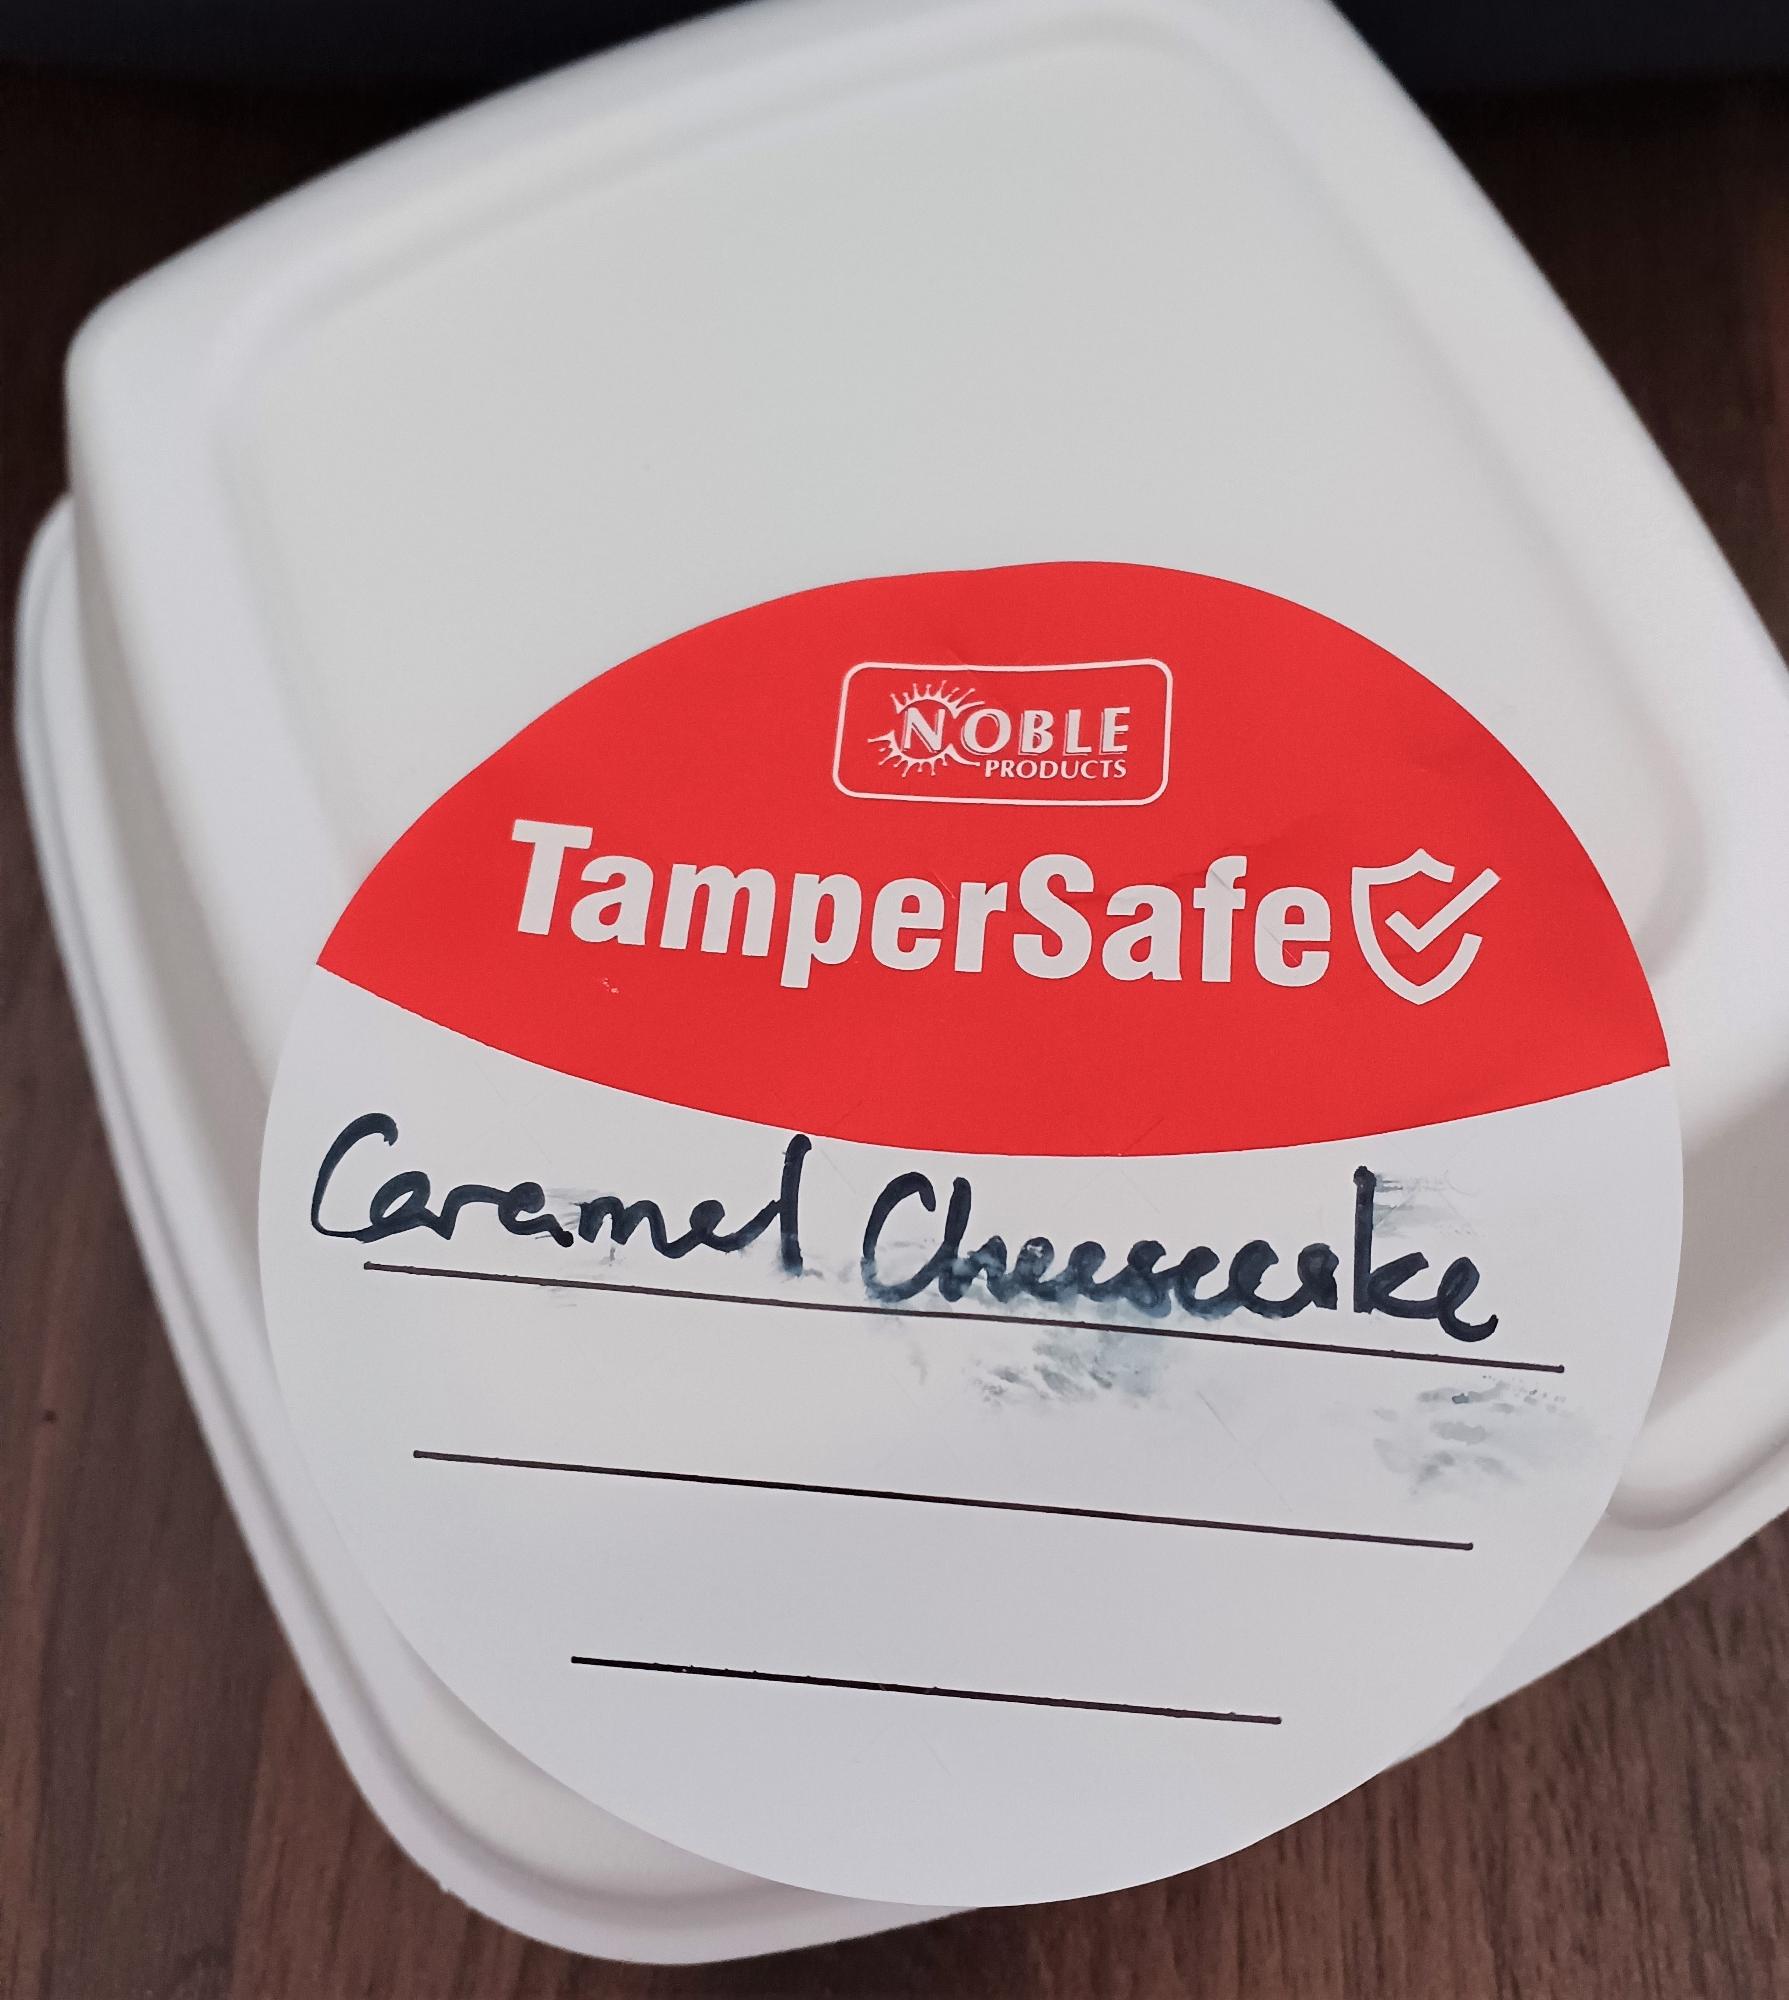 NOBLE
PRODUCTS
TamperSafe
Caramel Cheesecake